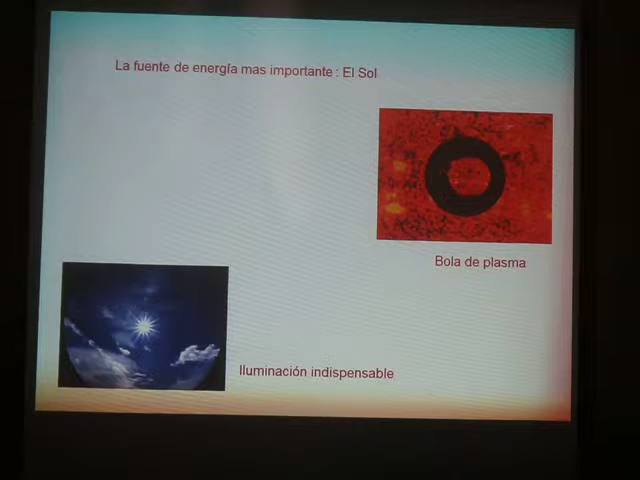 La fuente de energía mas importante : El Sol
Bola de plasma
Iluminación indispensable